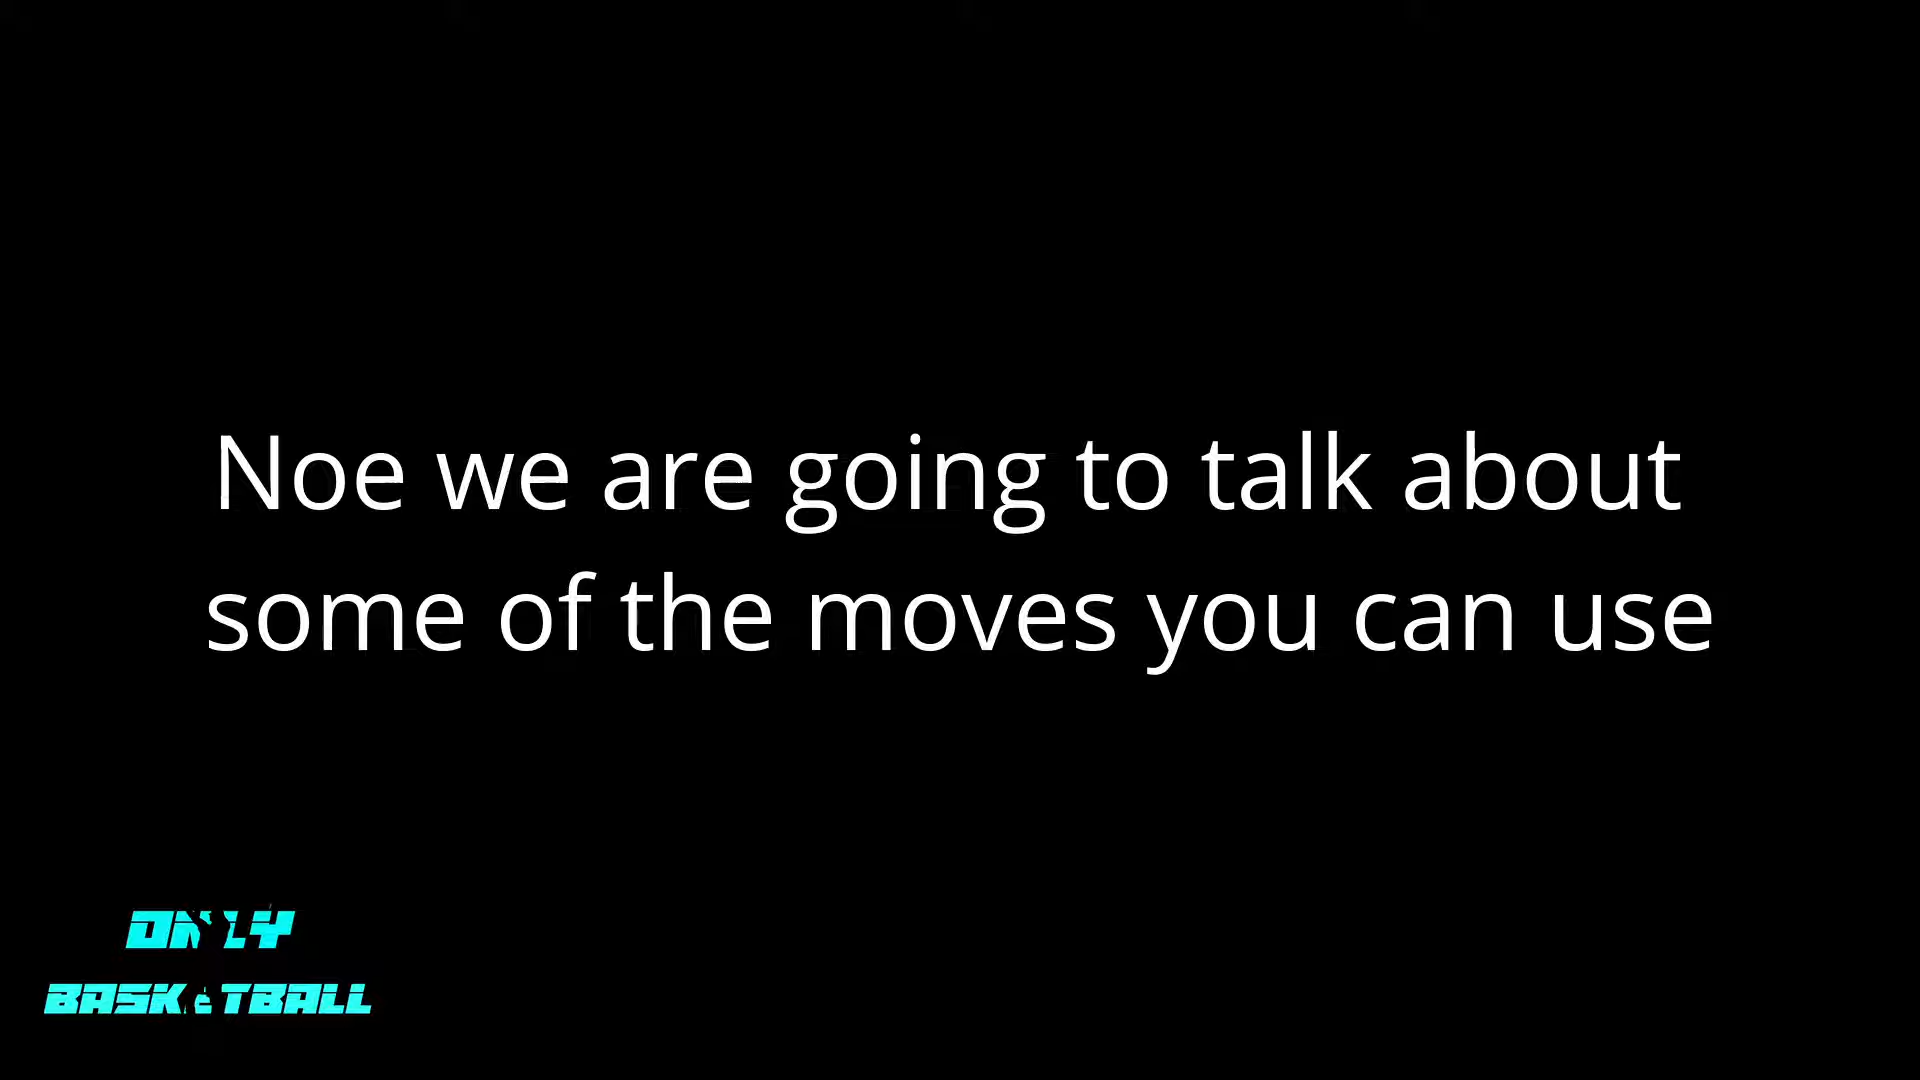 Noe we are going to talk about
some of the moves you can use
ONLY
BASKETBALL